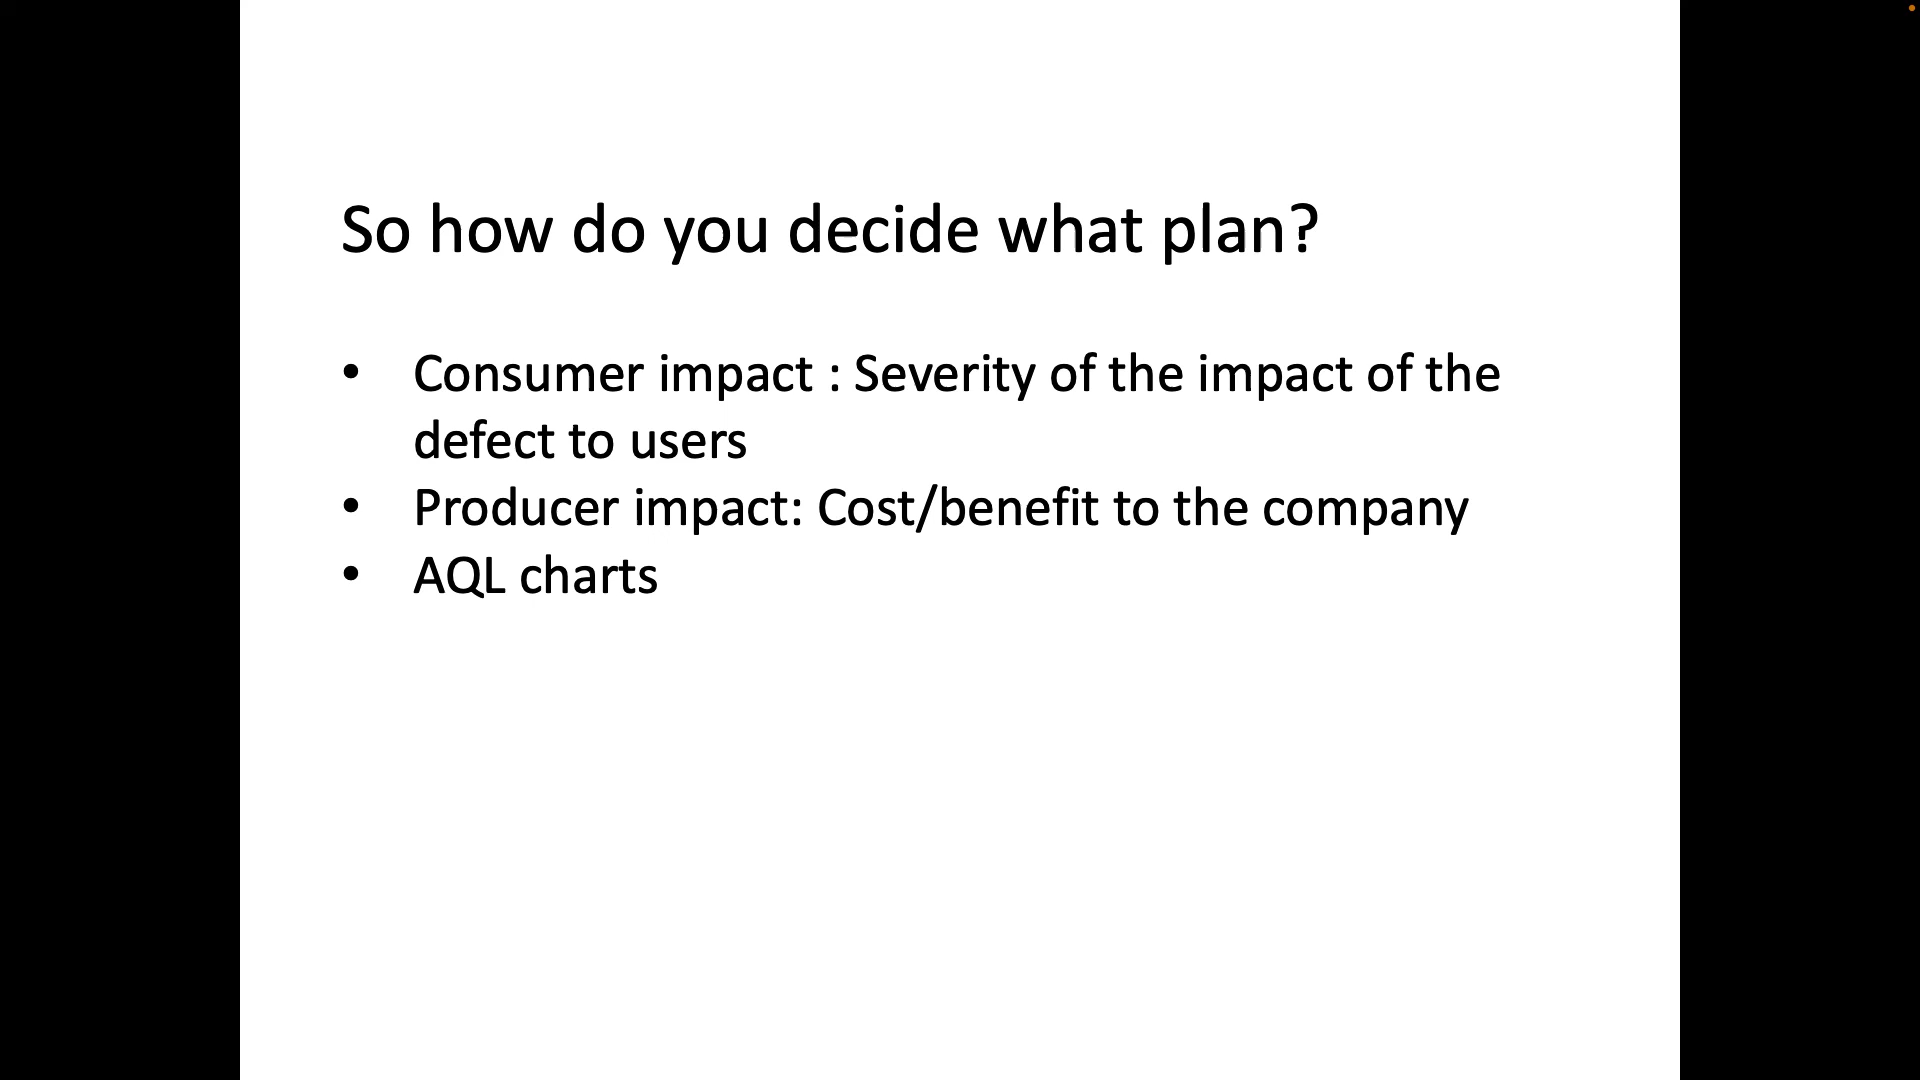 So how do you decide what plan?
• Consumer impact : Severity of the impact of the
defect to users
• Producer impact: Cost/benefit to the company
• AQL charts